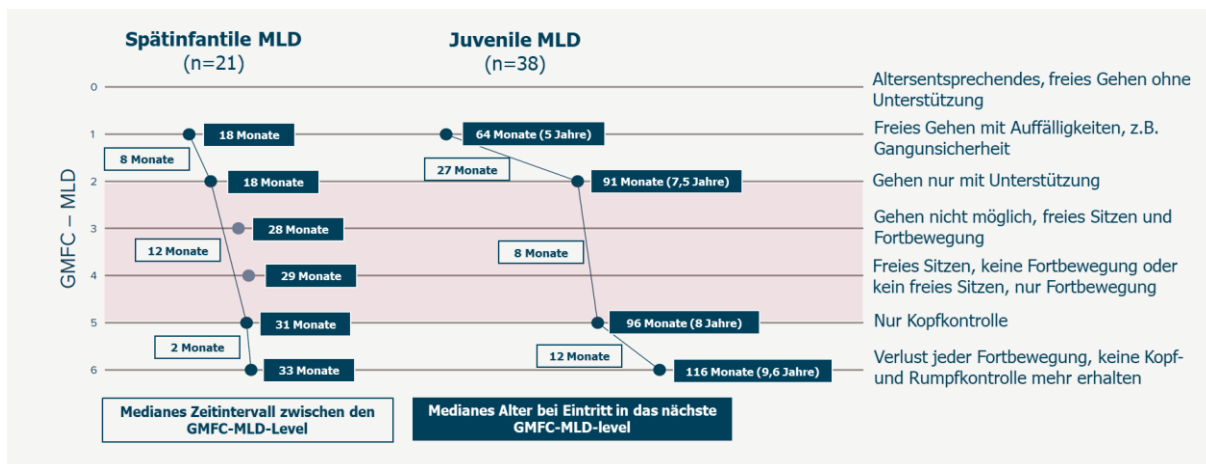 Spätinfantile MLD
(n=21)
Juvenile MLD
(n=38)
GMFC – MLD
0
Altersentsprechendes, freies Gehen ohne
Unterstützung
1
18 Monate
64 Monate (5 Jahre)
Freies Gehen mit Auffälligkeiten, z.B.
Gangunsicherheit
8 Monate
27 Monate
2
18 Monate
91 Monate (7,5 Jahre)
Gehen nur mit Unterstützung
3
28 Monate
Gehen nicht möglich, freies Sitzen und
Fortbewegung
12 Monate
8 Monate
4
29 Monate
Freies Sitzen, keine Fortbewegung oder
kein freies Sitzen, nur Fortbewegung
5
31 Monate
96 Monate (8 Jahre)
Nur Kopfkontrolle
2 Monate
12 Monate
6
33 Monate
116 Monate (9,6 Jahre)
Verlust jeder Fortbewegung, keine Kopf-
und Rumpfkontrolle mehr erhalten
Medianes Zeitintervall zwischen den
GMFC-MLD-Level
Medianes Alter bei Eintritt in das nächste
GMFC-MLD-level